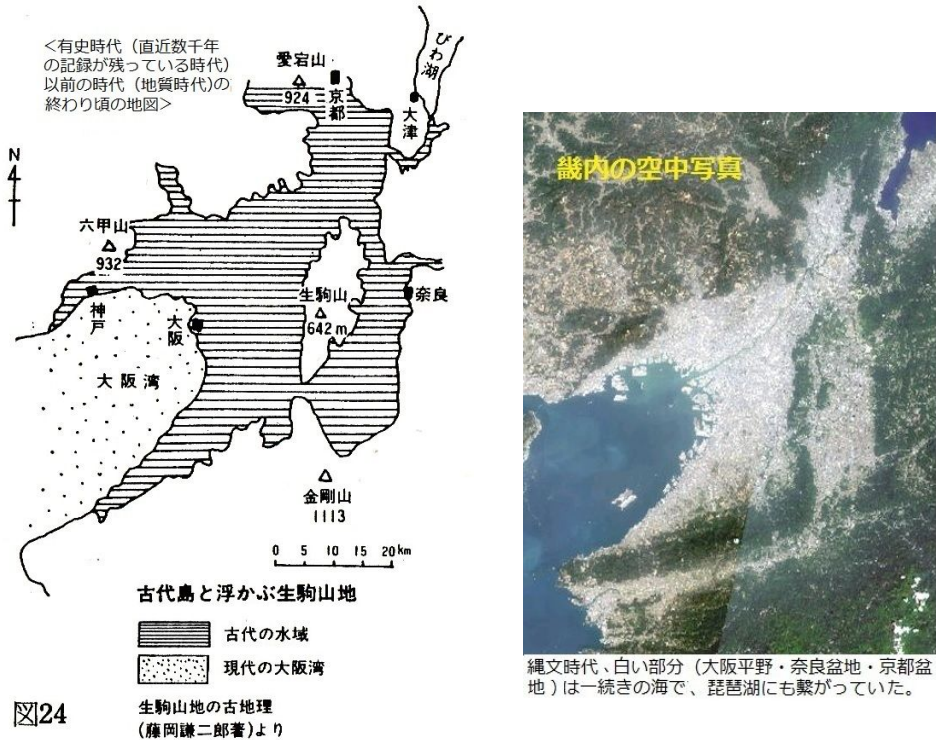 <有史時代（直近数千年
の記録が残っている時代）
以前の時代（地質時代）の
終わり頃の地図>
愛宕山
924
京都
びわ湖
大津
N
六甲山
932
神戸
大阪
生駒山
642m
奈良
大阪湾
金剛山
1113
0 5 10 15 20km
古代島と浮かぶ生駒山地
古代の水域
現代の大阪湾
図24
生駒山地の古地理
(藤岡謙二郎著)より
畿内の空中写真
縄文時代、白い部分（大阪平野・奈良盆地・京都盆
地）は一続きの海で、琵琶湖にも繋がっていた。